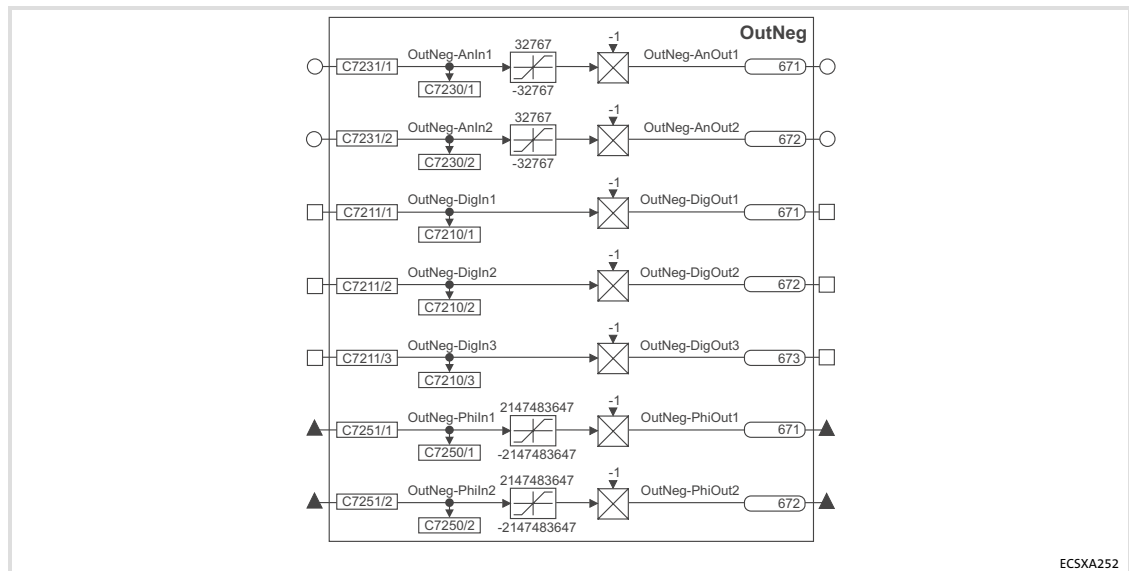 OutNeg
C7231/1 OutNeg-AnIn1 32767 -1 OutNeg-AnOut1 671
C7230/1 -32767
C7231/2 OutNeg-AnIn2 32767 -1 OutNeg-AnOut2 672
C7230/2 -32767
C7211/1 OutNeg-DigIn1 -1 OutNeg-DigOut1 671
C7210/1
C7211/2 OutNeg-DigIn2 -1 OutNeg-DigOut2 672
C7210/2
C7211/3 OutNeg-DigIn3 -1 OutNeg-DigOut3 673
C7210/3
C7251/1 OutNeg-PhiIn1 2147483647 -1 OutNeg-PhiOut1 671
C7250/1 -2147483647
C7251/2 OutNeg-PhiIn2 2147483647 -1 OutNeg-PhiOut2 672
C7250/2 -2147483647
ECSXA252